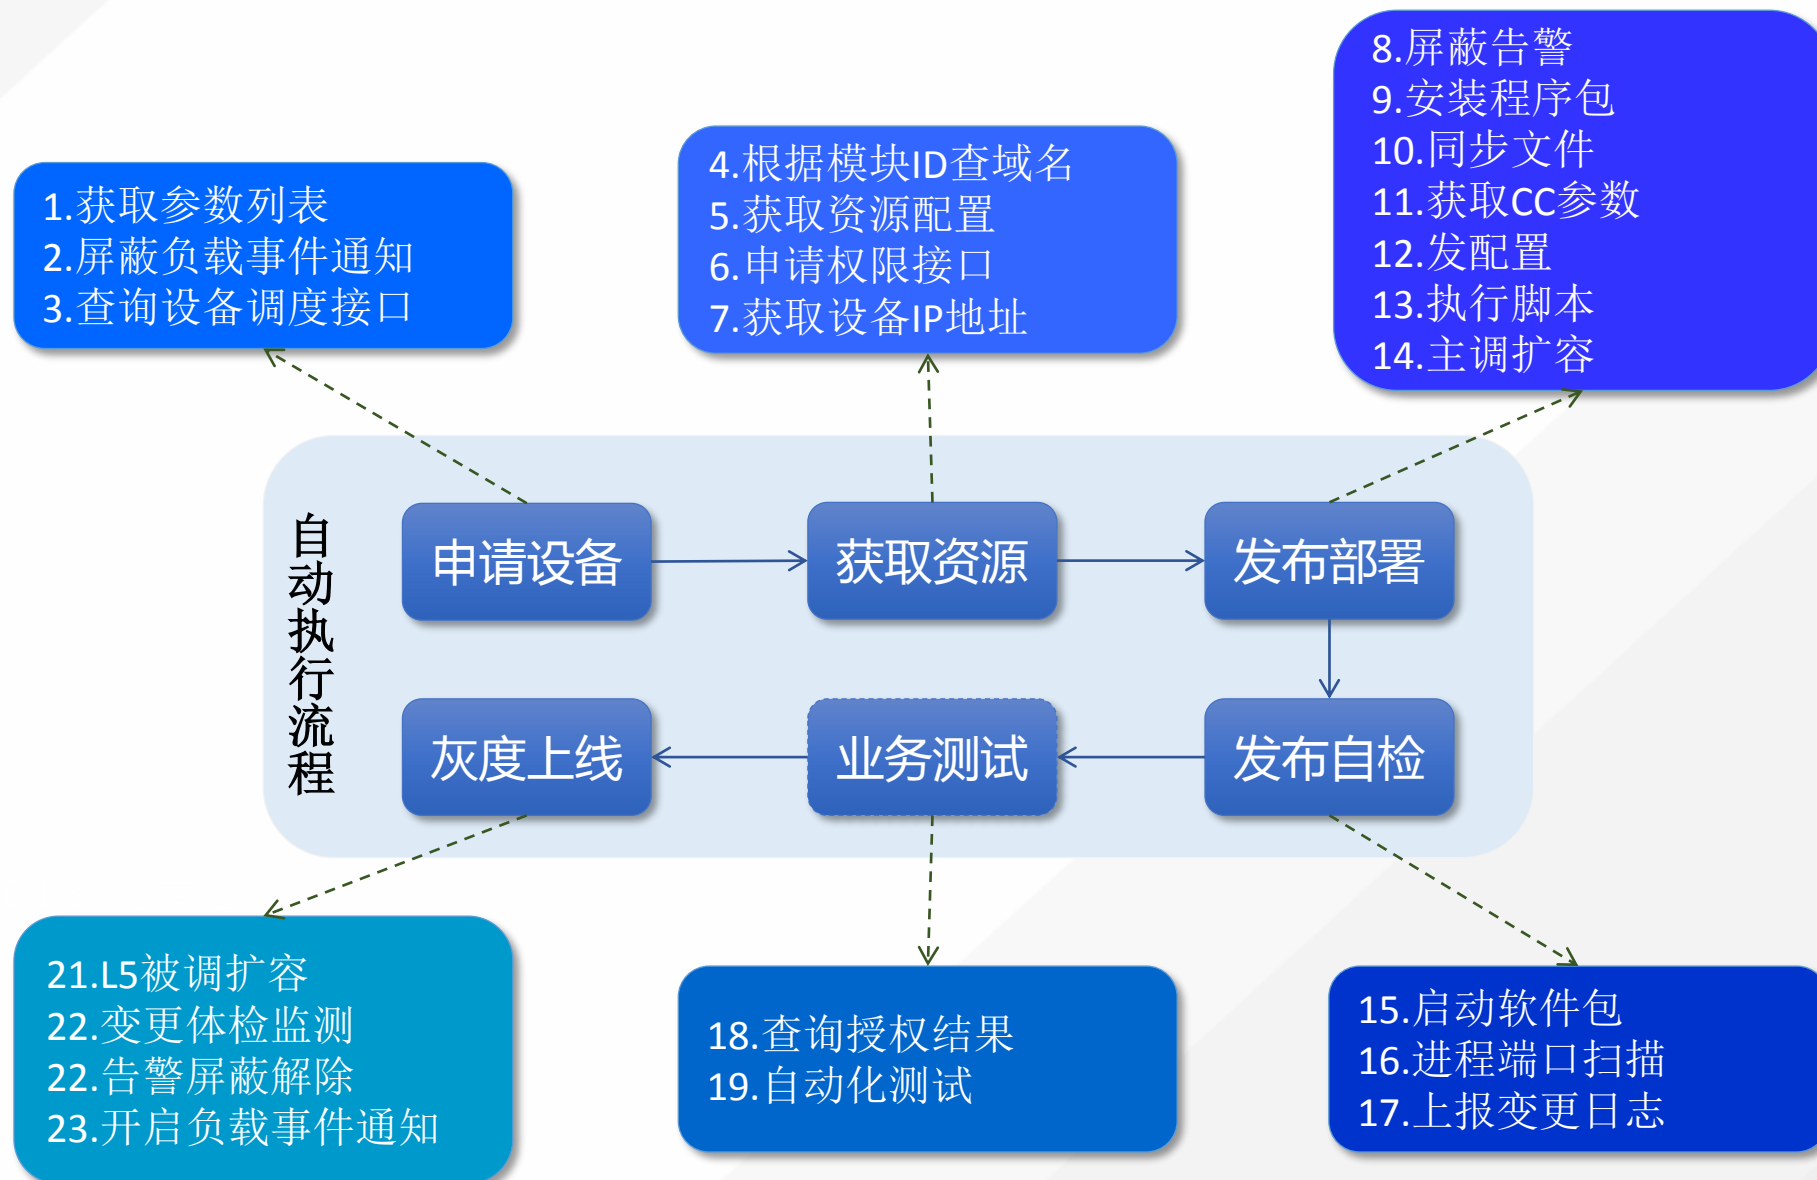 1.获取参数列表
2.屏蔽负载事件通知
3.查询设备调度接口
4.根据模块ID查域名
5.获取资源配置
6.申请权限接口
7.获取设备IP地址
8.屏蔽告警
9.安装程序包
10.同步文件
11.获取CC参数
12.发配置
13.执行脚本
14.主调扩容
自动执行流程
申请设备
获取资源
发布部署
灰度上线
业务测试
发布自检
21.L5被调扩容
22.变更体检监测
22.告警屏蔽解除
23.开启负载事件通知
18.查询授权结果
19.自动化测试
15.启动软件包
16.进程端口扫描
17.上报变更日志